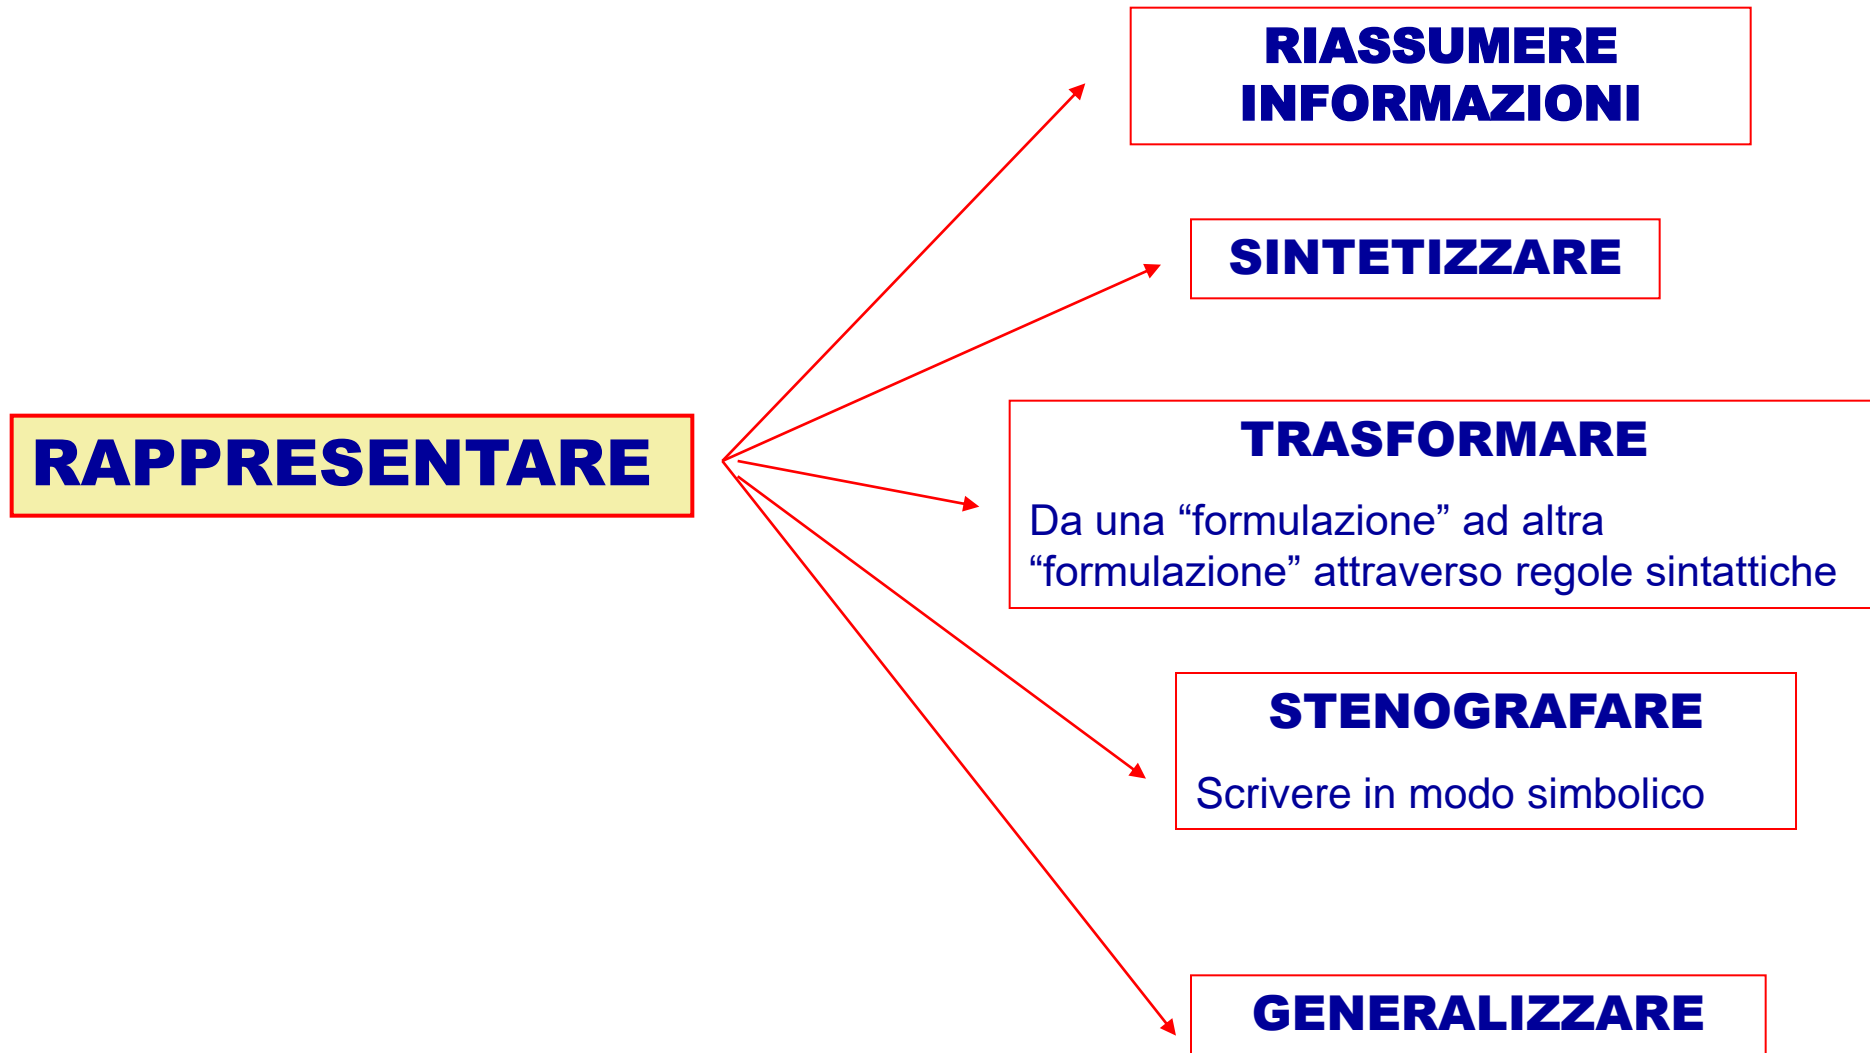 RAPPRESENTARE
RIASSUMERE
INFORMAZIONI
SINTETIZZARE
TRASFORMARE
Da una “formulazione” ad altra
“formulazione” attraverso regole sintattiche
STENOGRAFARE
Scrivere in modo simbolico
GENERALIZZARE